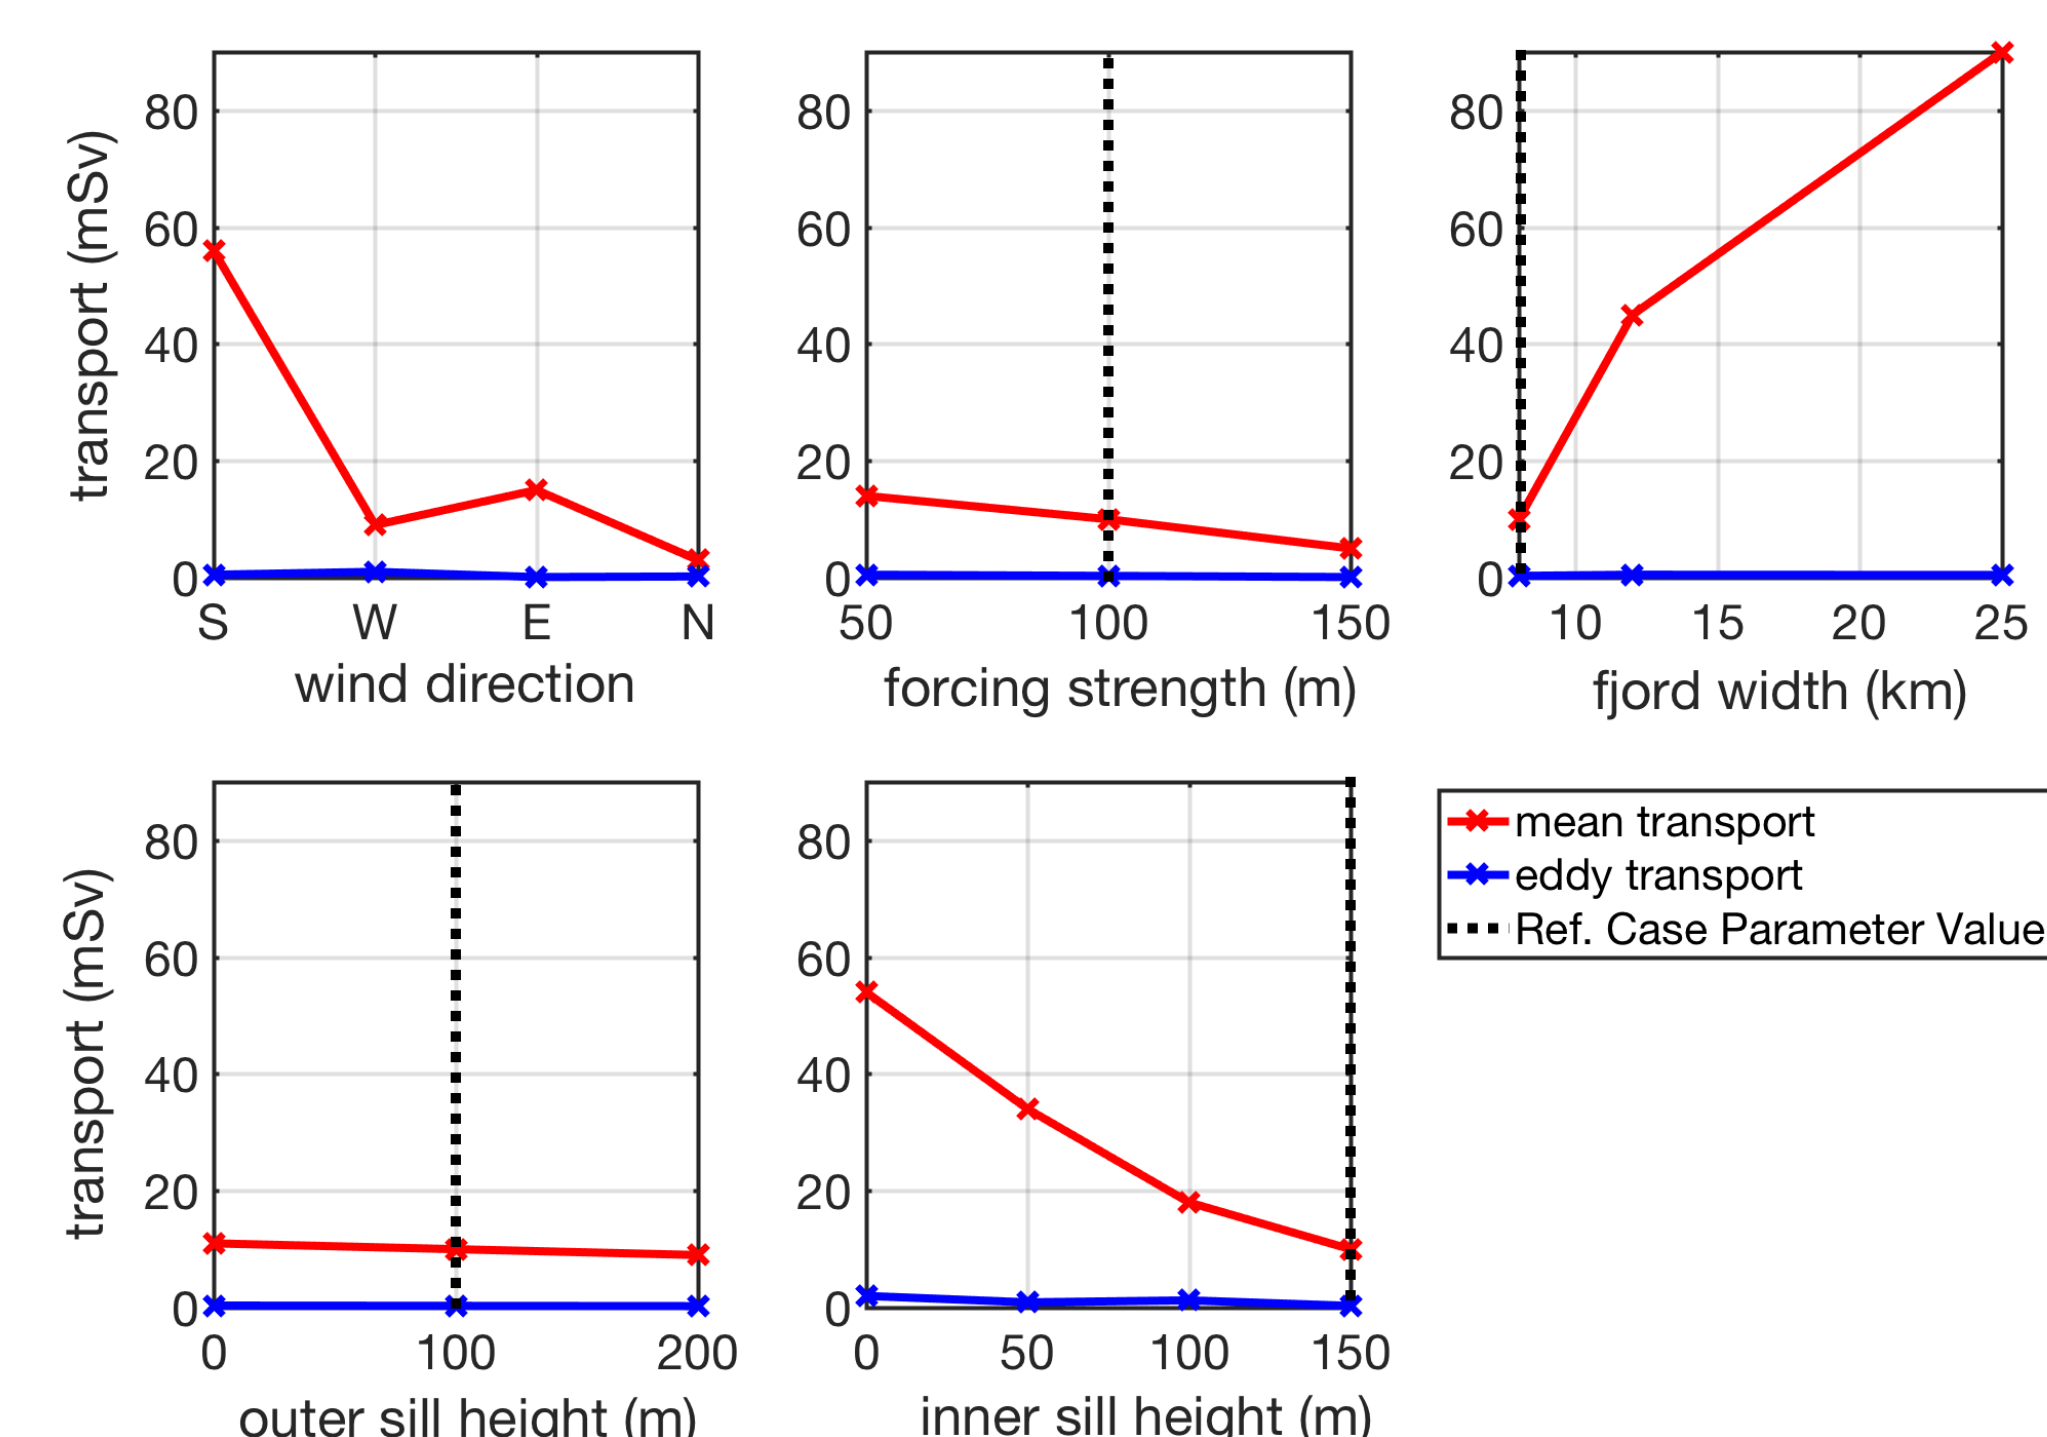 transport (mSv)
80
60
40
20
0
S W E N
wind direction
80
60
40
20
0
50 100 150
forcing strength (m)
80
60
40
20
0
10 15 20 25
fjord width (km)
transport (mSv)
80
60
40
20
0
0 100 200
outer sill height (m)
80
60
40
20
0
0 50 100 150
inner sill height (m)
mean transport
eddy transport
Ref. Case Parameter Value